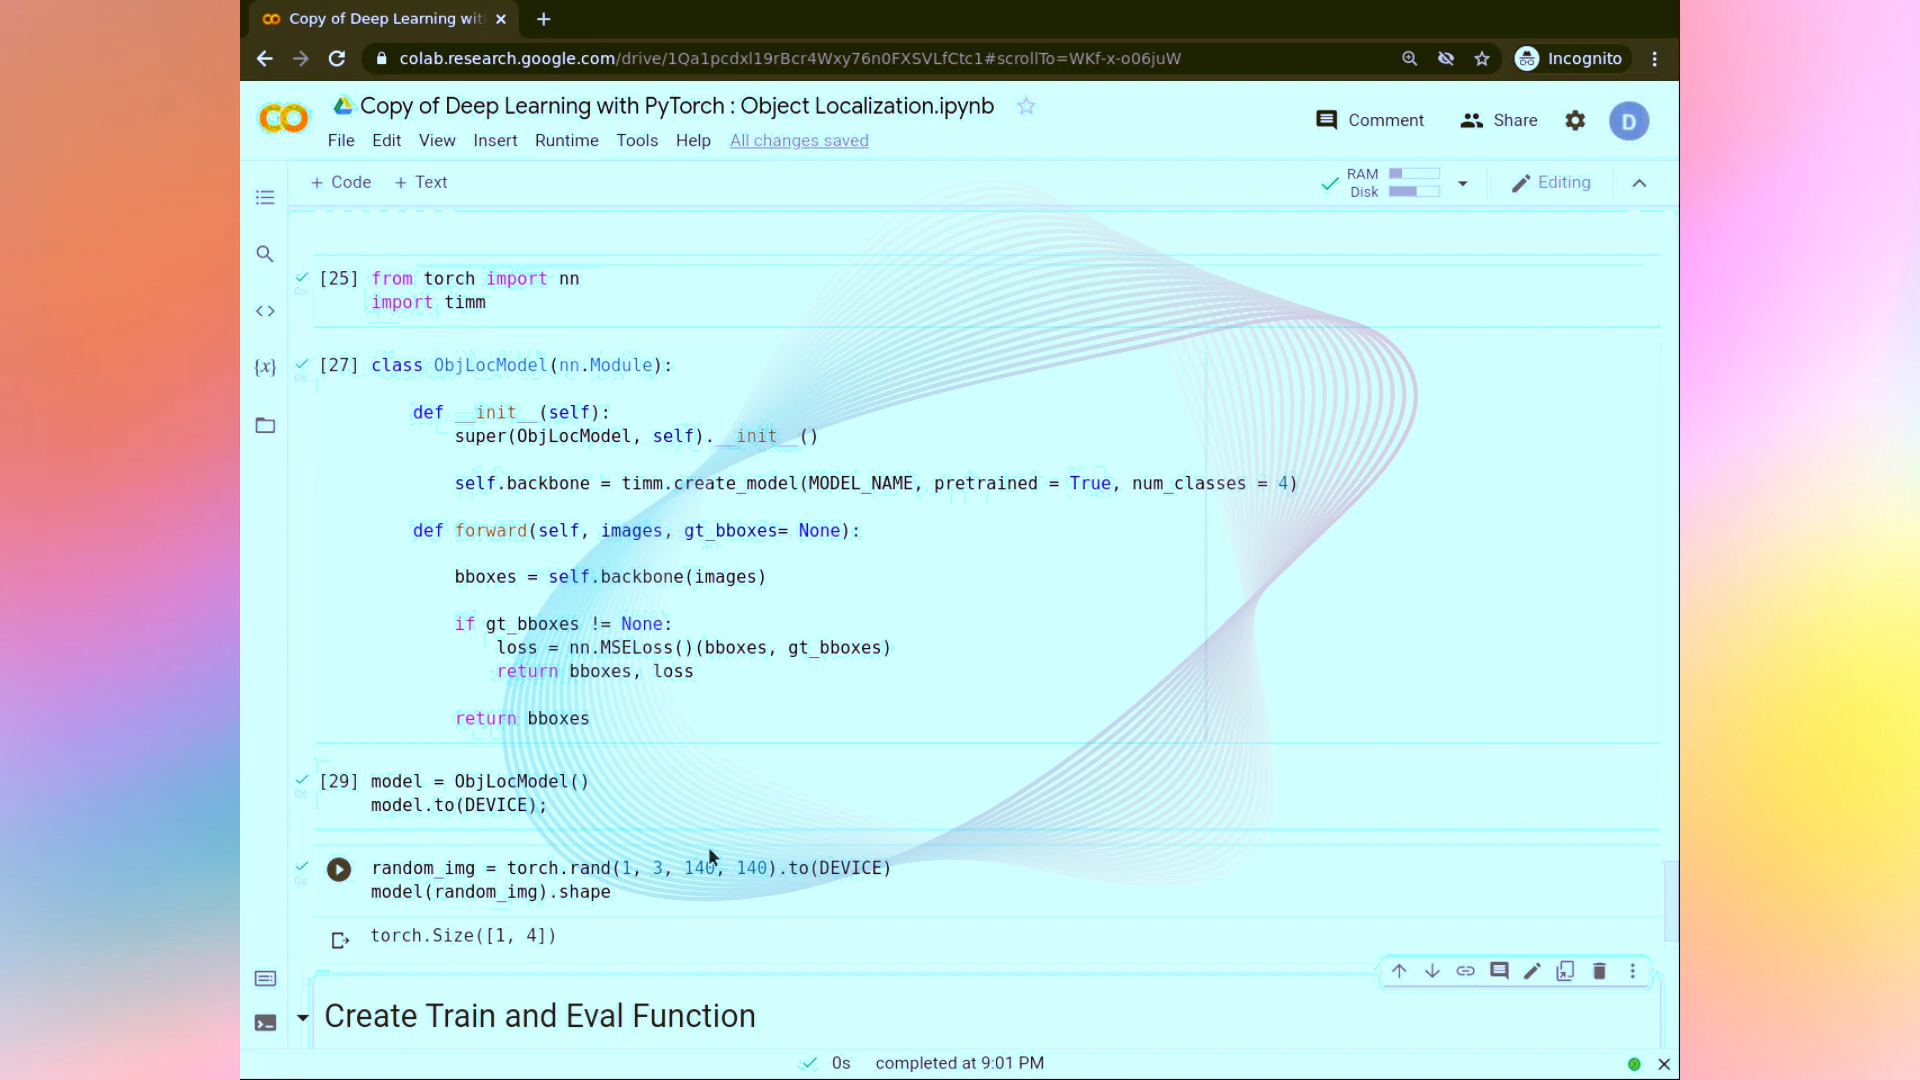 Copy of Deep Learning wit
colab.research.google.com/drive/1Qa1pcdxl19rBcr4Wxy76n0FXSVLfCtc1#scrollTo=WKf-x-o06juW
Incognito
Copy of Deep Learning with PyTorch : Object Localization.ipynb
Comment
Share
D
File Edit View Insert Runtime Tools Help All changes saved
+ Code + Text
RAM
Disk
Editing
[25] from torch import nn
import timm
{x}
[27] class ObjLocModel(nn.Module):
def __init__(self):
super(ObjLocModel, self).__init__()
self.backbone = timm.create_model(MODEL_NAME, pretrained = True, num_classes = 4)
def forward(self, images, gt_bboxes= None):
bboxes = self.backbone(images)
if gt_bboxes != None:
loss = nn.MSELoss()(bboxes, gt_bboxes)
return bboxes, loss
return bboxes
[29] model = ObjLocModel()
model.to(DEVICE);
random_img = torch.rand(1, 3, 140, 140).to(DEVICE)
model(random_img).shape
torch.Size([1, 4])
Create Train and Eval Function
0s completed at 9:01 PM